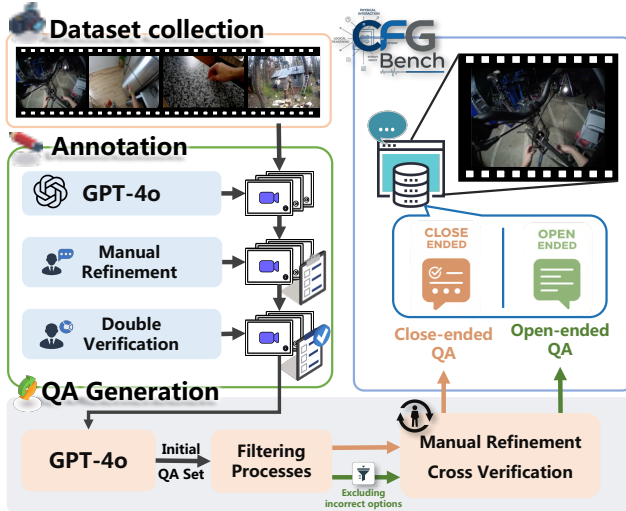 Dataset collection
CFG
Bench
Annotation
GPT-4o
Manual
Refinement
Double
Verification
CLOSE
ENDED
OPEN
ENDED
Close-ended
QA
Open-ended
QA
QA Generation
GPT-4o
Initial
QA Set
Filtering
Processes
Excluding
incorrect options
Manual Refinement
Cross Verification